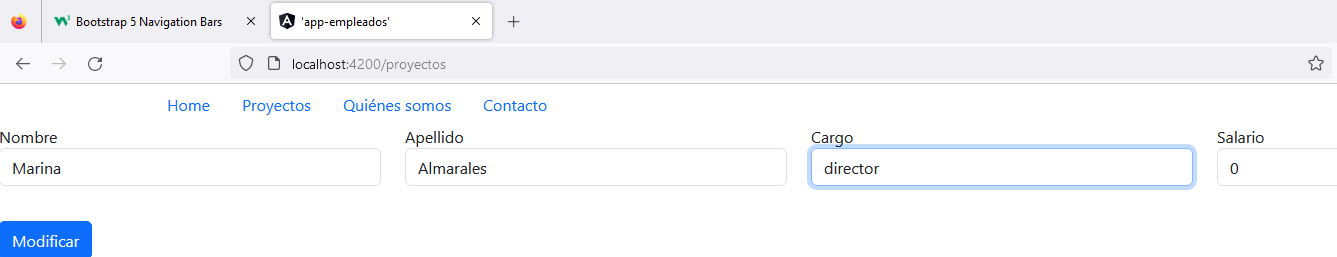 Bootstrap 5 Navigation Bars
'app-empleados'
localhost:4200/proyectos
Home Proyectos Quiénes somos Contacto
Nombre Apellido Cargo Salario
Marina Almarales director 0
Modificar